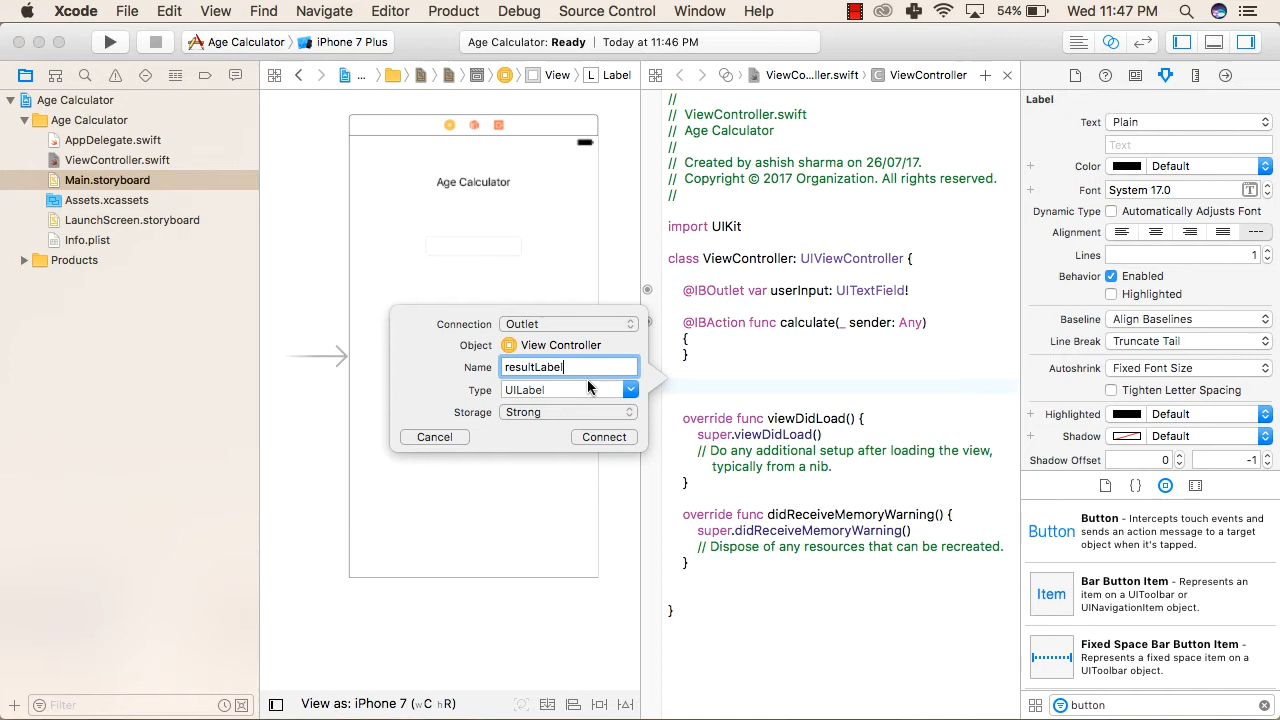 Xcode File Edit View Find Navigate Editor Product Debug Source Control Window Help 54% Wed 11:47 PM
Age Calculator iPhone 7 Plus Age Calculator: Ready Today at 11:46 PM
... View L Label ViewCo...ller.swift C ViewController
Age Calculator
Age Calculator
AppDelegate.swift
ViewController.swift
Main.storyboard
Assets.xcassets
LaunchScreen.storyboard
Info.plist
Products
Filter
Age Calculator
Connection Outlet
Object View Controller
Name resultLabel
Type UILabel
Storage Strong
Cancel Connect
View as: iPhone 7 (wC hR)
//
// ViewController.swift
// Age Calculator
//
// Created by ashish sharma on 26/07/17.
// Copyright © 2017 Organization. All rights reserved.
//
import UIKit
class ViewController: UIViewController {
@IBOutlet var userInput: UITextField!
@IBAction func calculate(_ sender: Any)
{
}
override func viewDidLoad() {
super.viewDidLoad()
// Do any additional setup after loading the view,
typically from a nib.
}
override func didReceiveMemoryWarning() {
super.didReceiveMemoryWarning()
// Dispose of any resources that can be recreated.
}
}
Label
Text Plain
Text
Color Default
Font System 17.0
Dynamic Type Automatically Adjusts Font
Alignment
Lines 1
Behavior Enabled
Highlighted
Baseline Align Baselines
Line Break Truncate Tail
Autoshrink Fixed Font Size
Tighten Letter Spacing
Highlighted Default
Shadow Default
Shadow Offset 0 -1
Button
Button - Intercepts touch events and
sends an action message to a target
object when it's tapped.
Item
Bar Button Item - Represents an
item on a UIToolbar or
UINavigationItem object.
Fixed Space Bar Button Item -
Represents a fixed space item on a
UIToolbar object.
button